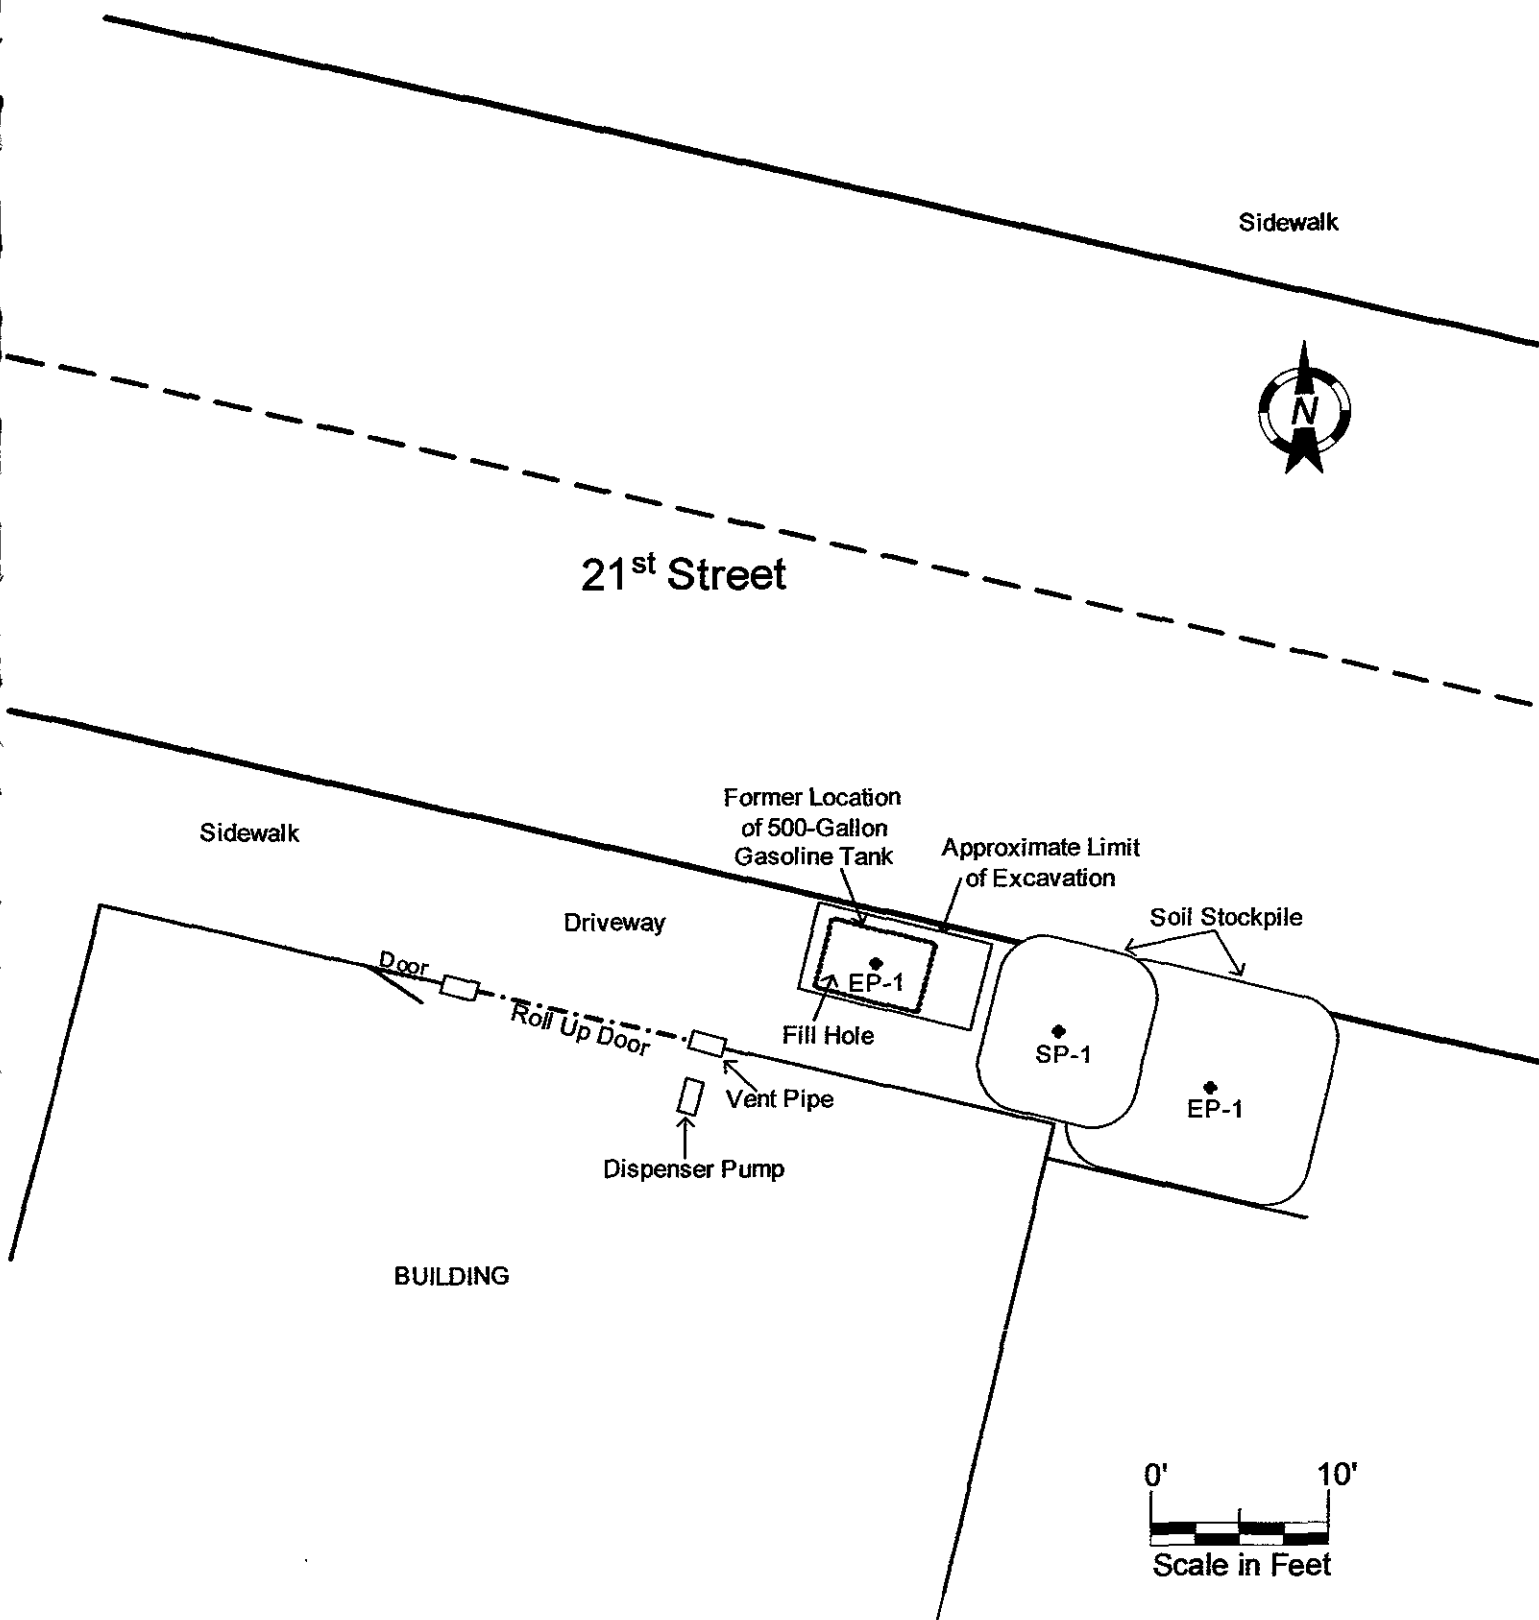 Sidewalk
N
21st Street
Former Location
of 500-Gallon
Gasoline Tank
Approximate Limit
of Excavation
Sidewalk
Driveway
Soil Stockpile
Door
EP-1
Roll Up Door
Fill Hole
SP-1
Vent Pipe
EP-1
Dispenser Pump
BUILDING
0' 10'
Scale in Feet